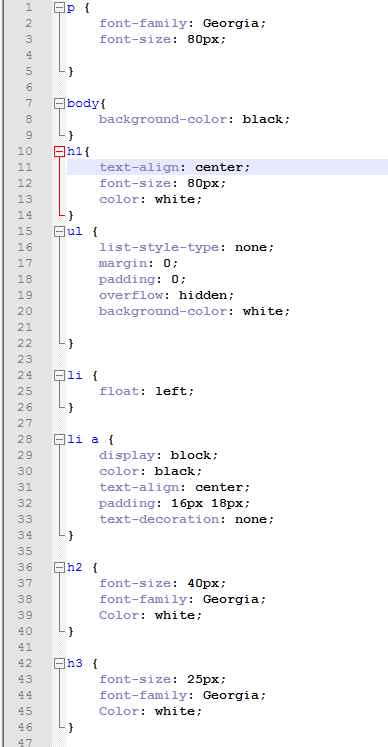 1 p {
2 font-family: Georgia;
3 font-size: 80px;
4
5 }
6
7 body{
8 background-color: black;
9 }
10 h1{
11 text-align: center;
12 font-size: 80px;
13 color: white;
14 }
15 ul {
16 list-style-type: none;
17 margin: 0;
18 padding: 0;
19 overflow: hidden;
20 background-color: white;
21
22 }
23
24 li {
25 float: left;
26 }
27
28 li a {
29 display: block;
30 color: black;
31 text-align: center;
32 padding: 16px 18px;
33 text-decoration: none;
34 }
35
36 h2 {
37 font-size: 40px;
38 font-family: Georgia;
39 Color: white;
40 }
41
42 h3 {
43 font-size: 25px;
44 font-family: Georgia;
45 Color: white;
46 }
47